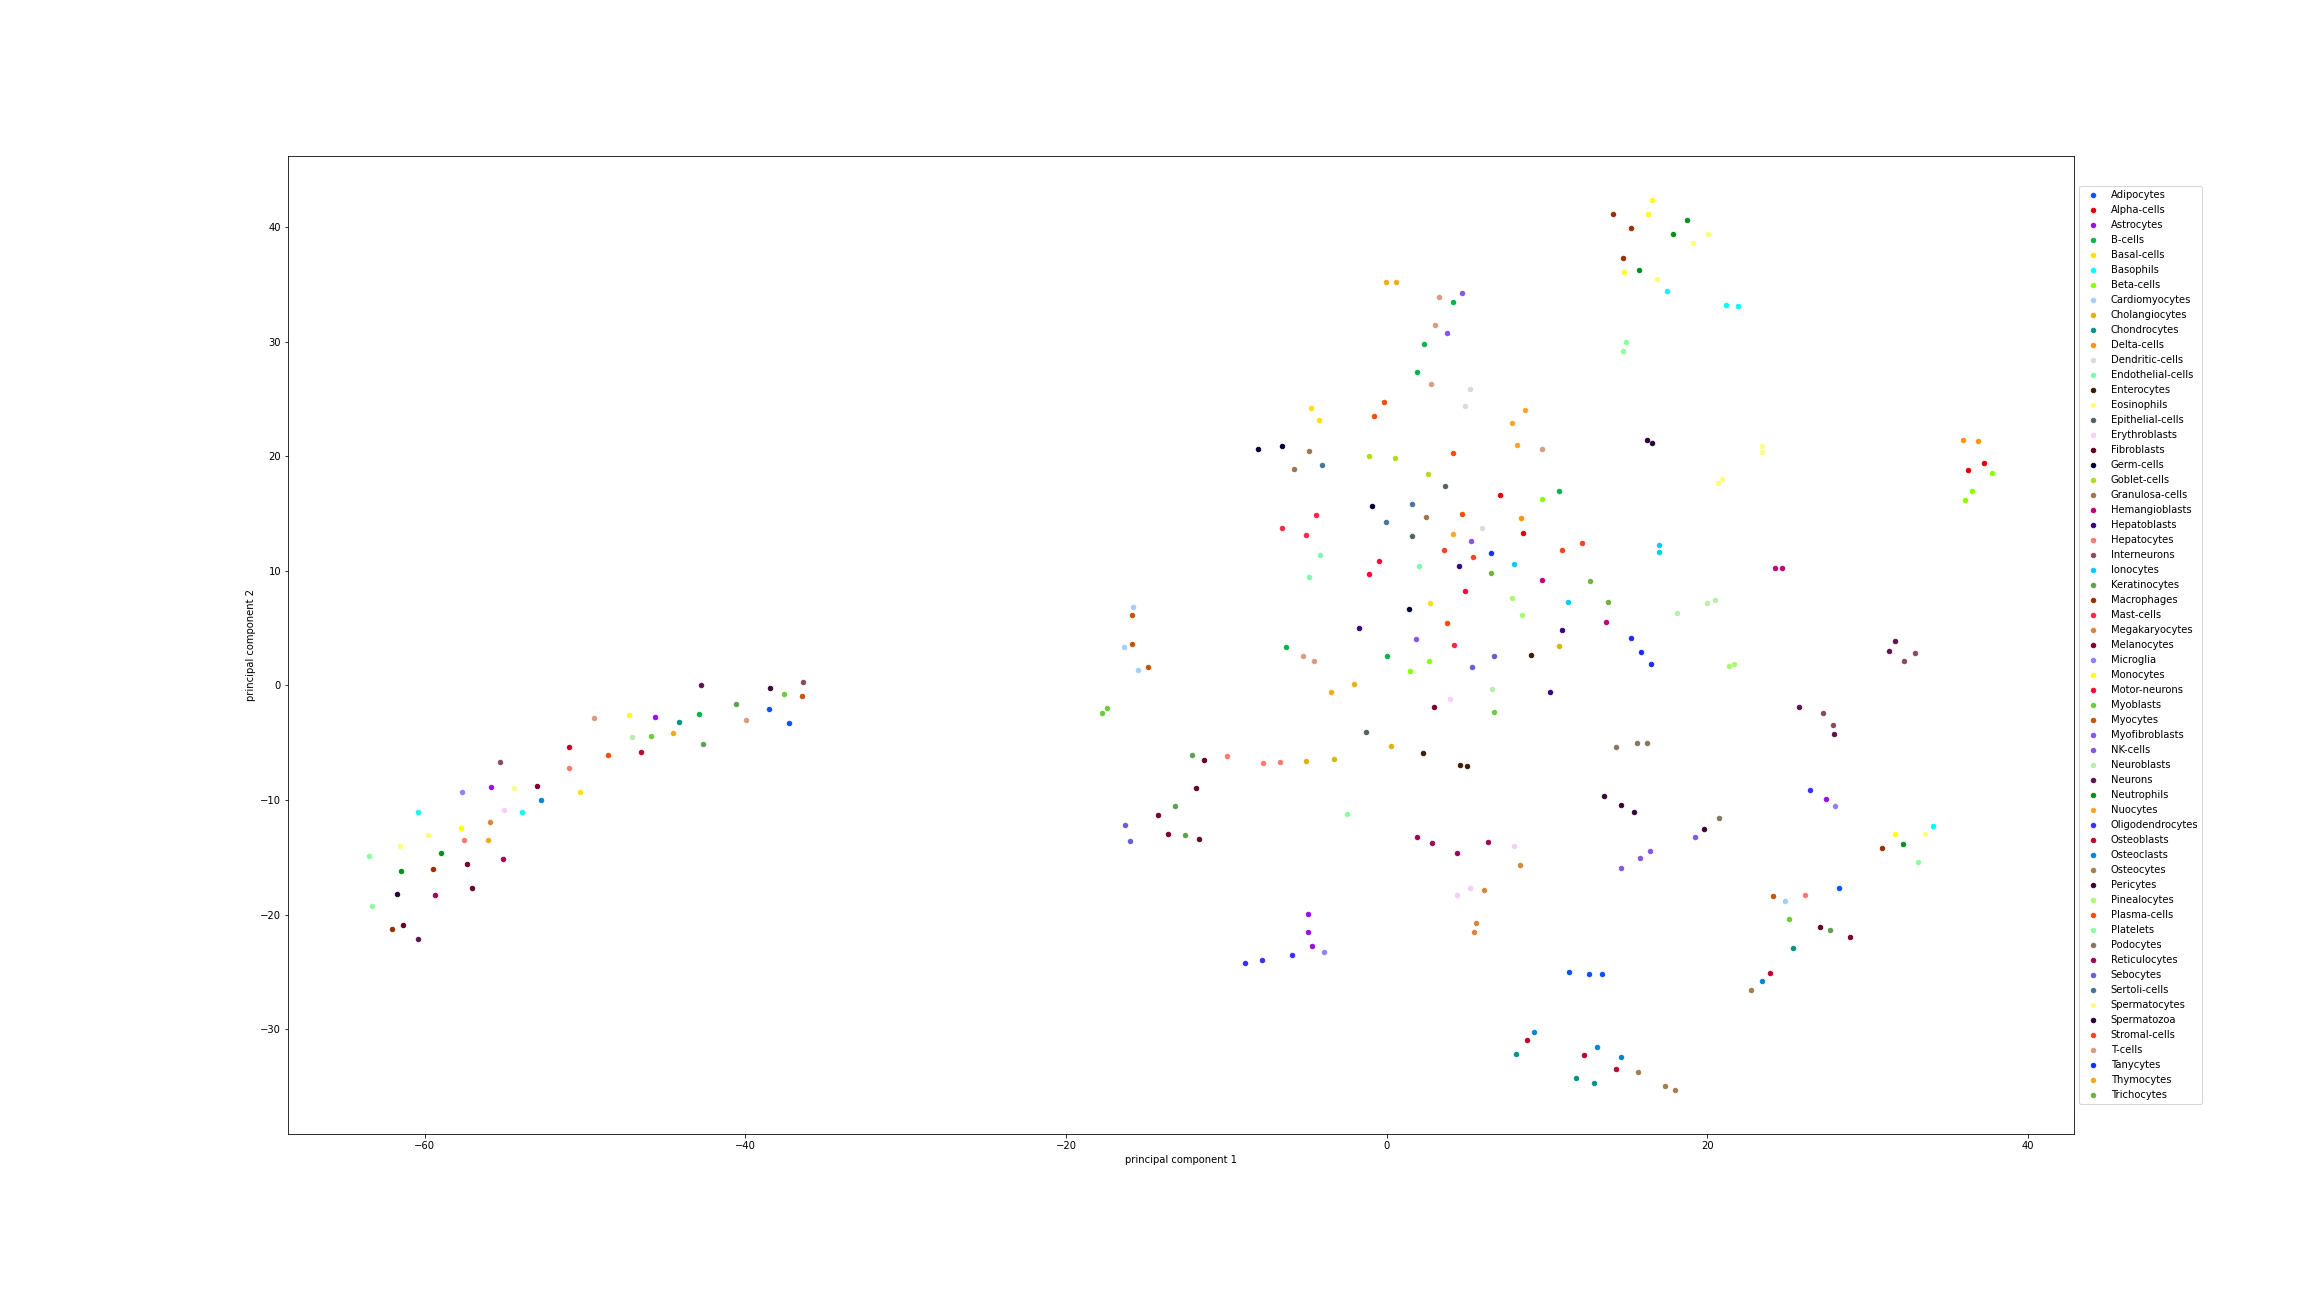 40
30
20
10
0
−10
−20
−30
principal component 2
−60
−40
−20
0
20
40
principal component 1
Adipocytes
Alpha-cells
Astrocytes
B-cells
Basal-cells
Basophils
Beta-cells
Cardiomyocytes
Cholangiocytes
Chondrocytes
Delta-cells
Dendritic-cells
Endothelial-cells
Enterocytes
Eosinophils
Epithelial-cells
Erythroblasts
Fibroblasts
Germ-cells
Goblet-cells
Granulosa-cells
Hemangioblasts
Hepatoblasts
Hepatocytes
Interneurons
Ionocytes
Keratinocytes
Macrophages
Mast-cells
Megakaryocytes
Melanocytes
Microglia
Monocytes
Motor-neurons
Myoblasts
Myocytes
Myofibroblasts
NK-cells
Neuroblasts
Neurons
Neutrophils
Nuocytes
Oligodendrocytes
Osteoblasts
Osteoclasts
Osteocytes
Pericytes
Pinealocytes
Plasma-cells
Platelets
Podocytes
Reticulocytes
Sebocytes
Sertoli-cells
Spermatocytes
Spermatozoa
Stromal-cells
T-cells
Tanycytes
Thymocytes
Trichocytes